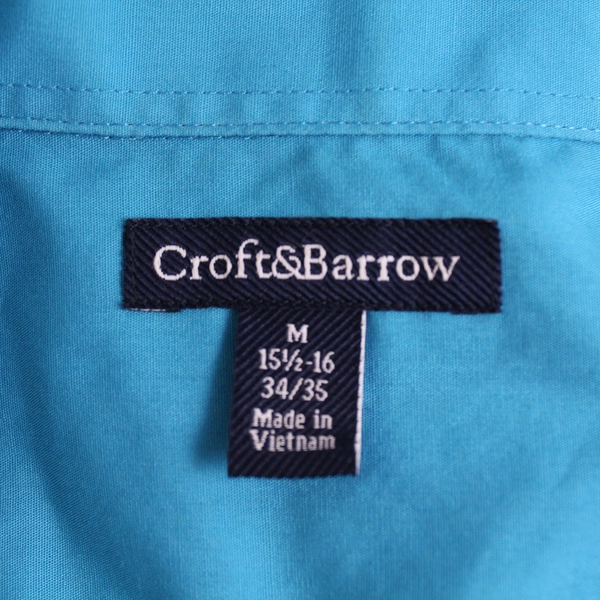 Croft&Barrow
M
15½-16
34/35
Made in
Vietnam